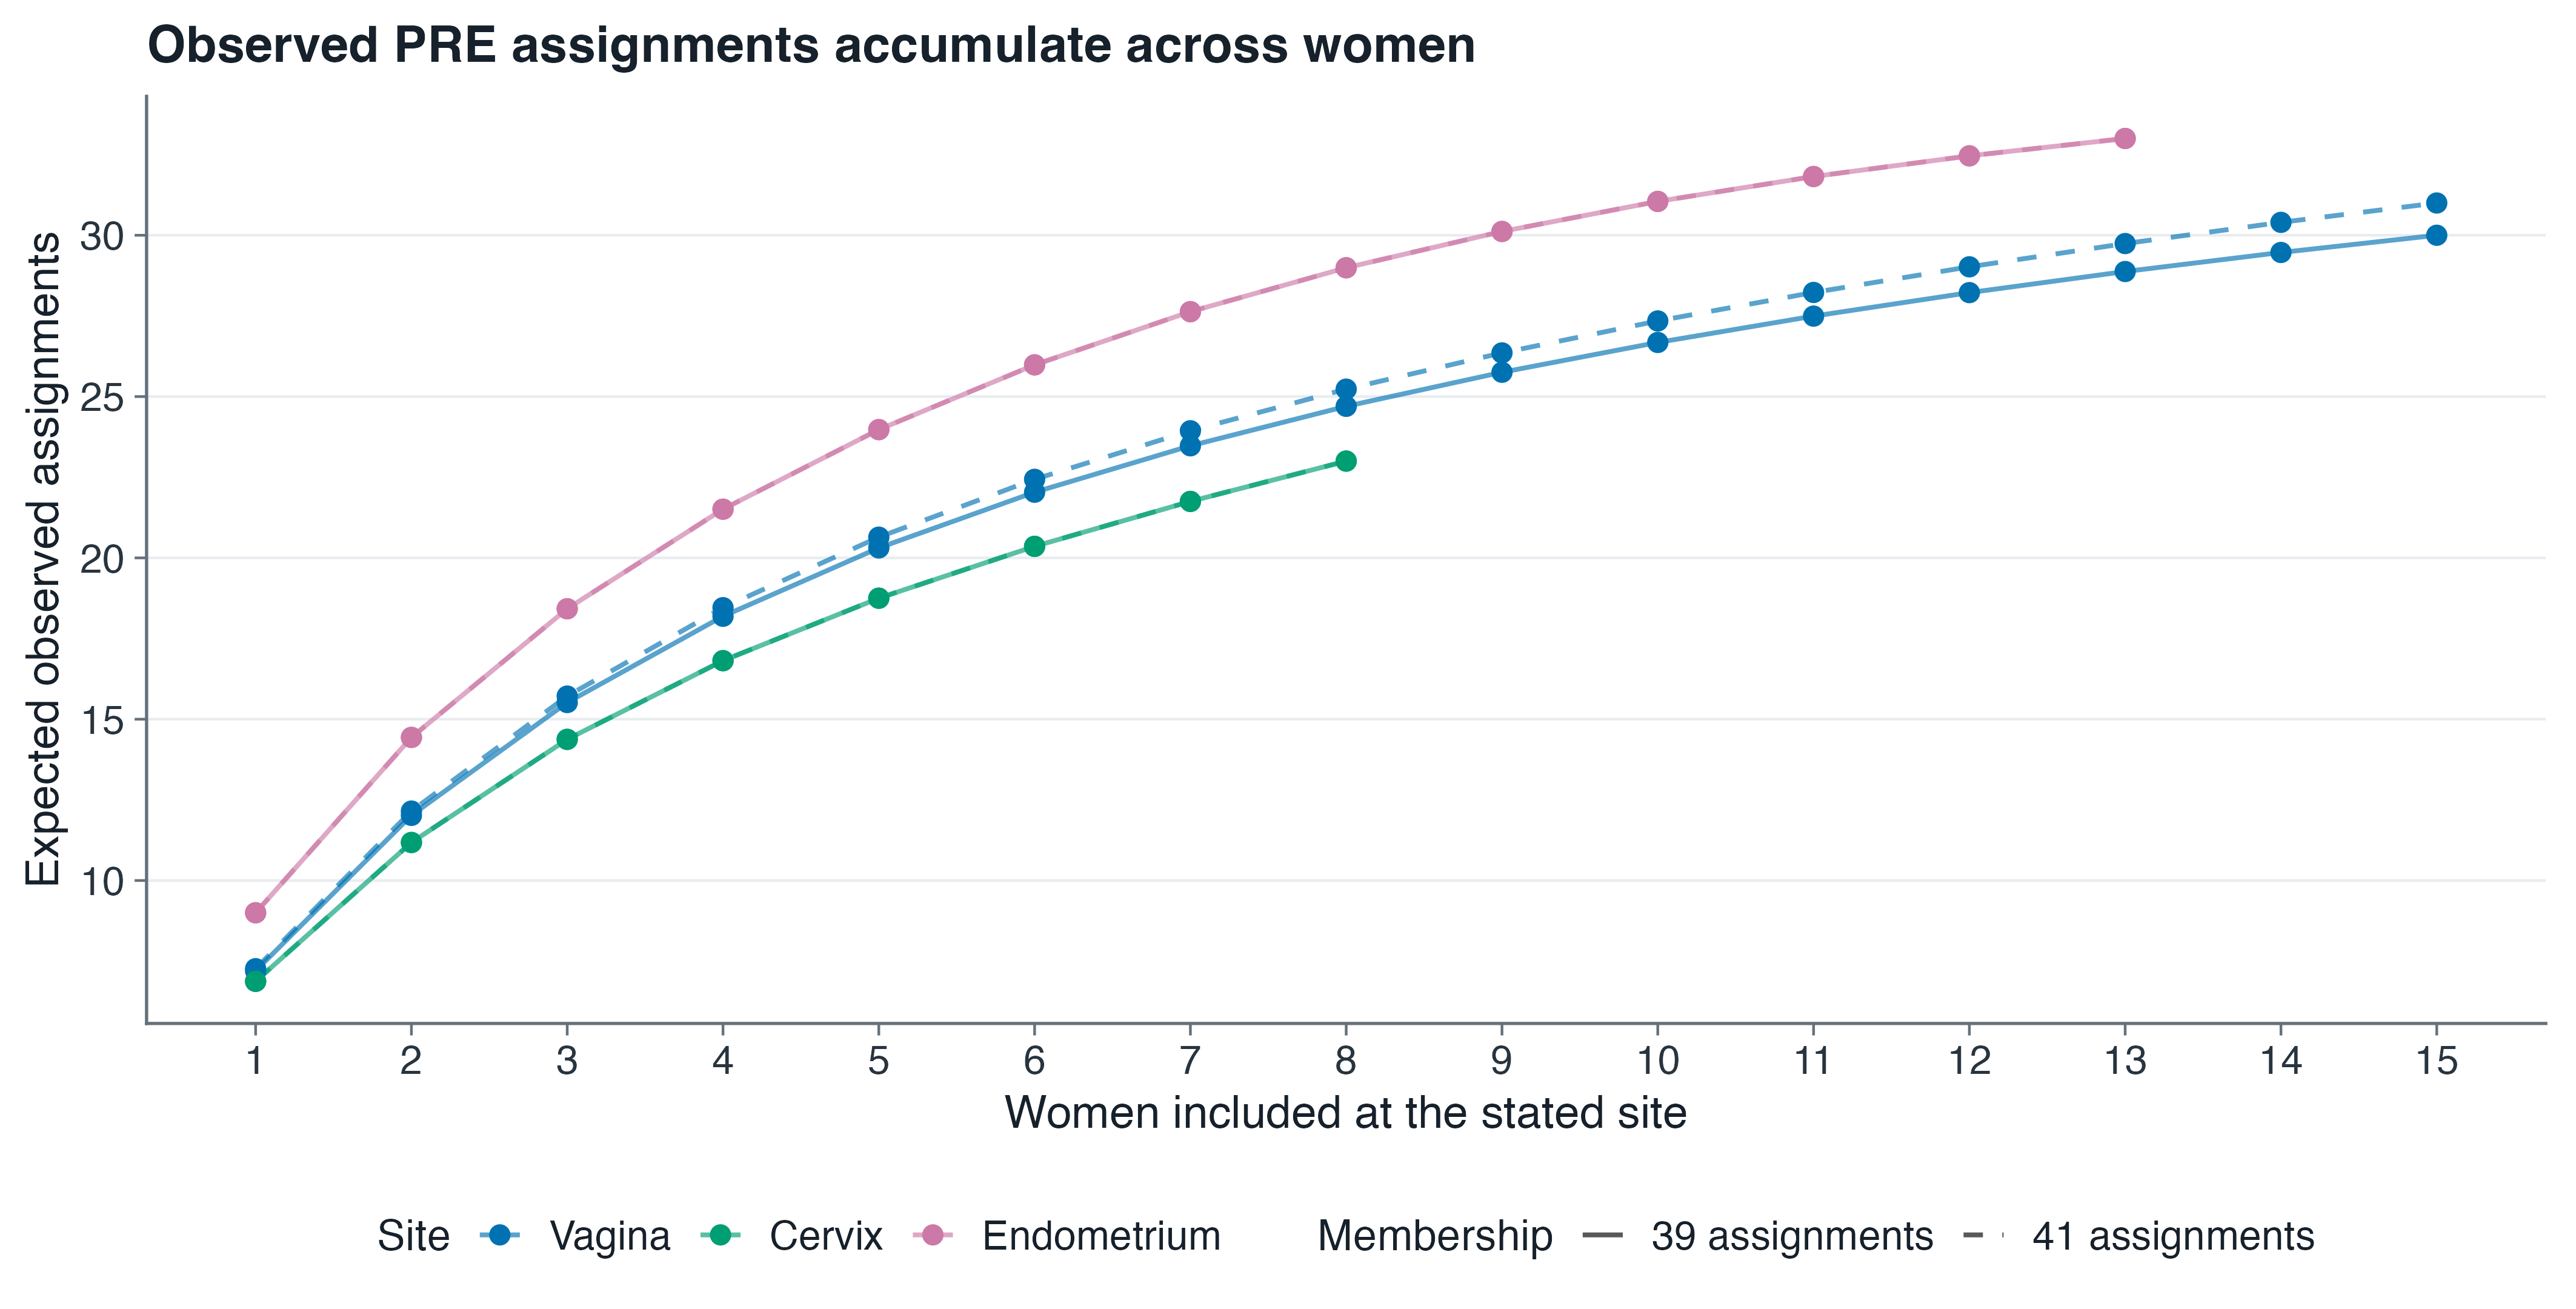 Observed PRE assignments accumulate across women
Expected observed assignments
30
25
20
15
10
1 2 3 4 5 6 7 8 9 10 11 12 13 14 15
Women included at the stated site
Site Vagina Cervix Endometrium Membership 39 assignments 41 assignments